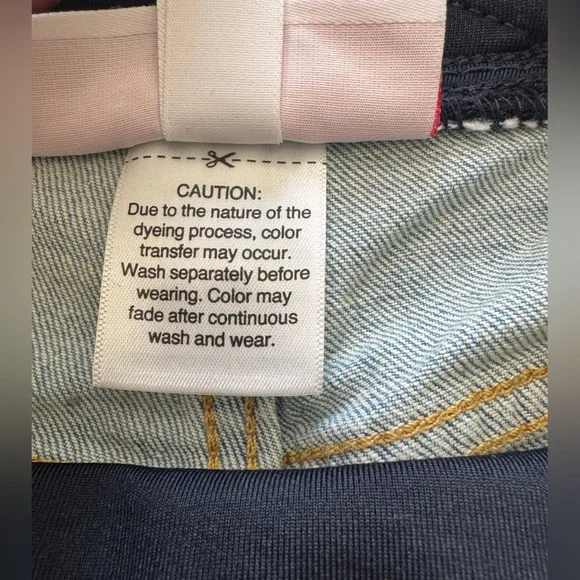 CAUTION:
Due to the nature of the
dyeing process, color
transfer may occur.
Wash separately before
wearing. Color may
fade after continuous
wash and wear.